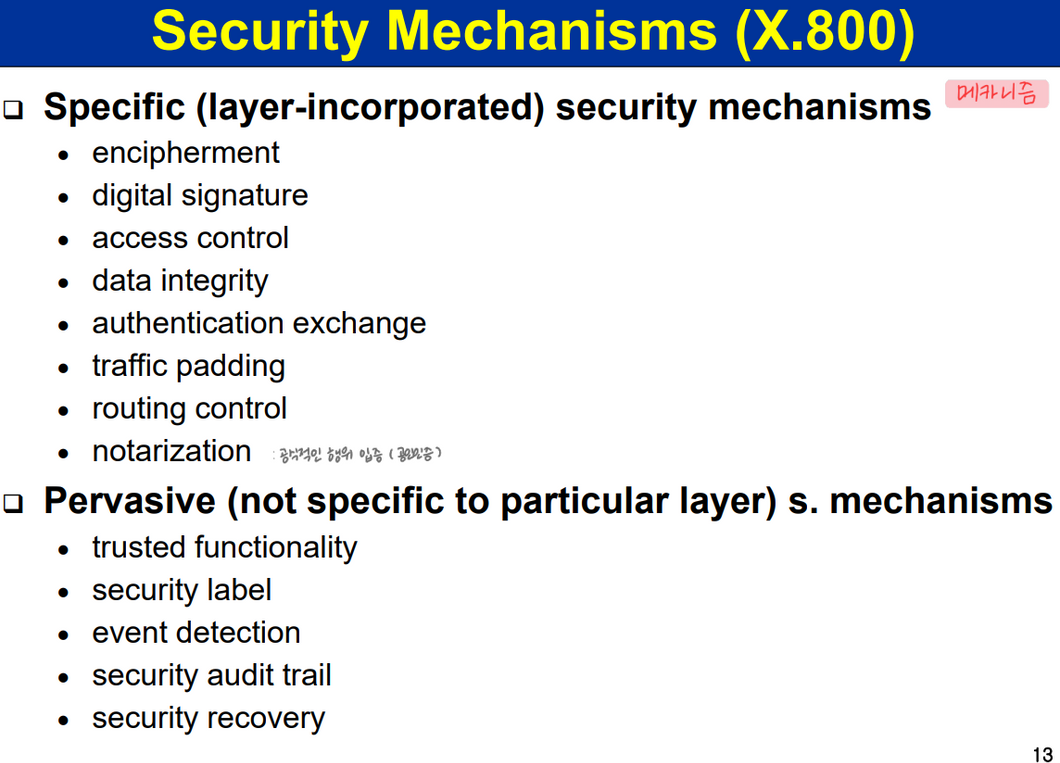 Security Mechanisms (X.800)
❑ Specific (layer-incorporated) security mechanisms 메카니즘
• encipherment
• digital signature
• access control
• data integrity
• authentication exchange
• traffic padding
• routing control
• notarization : 공식적인 행위 입증 (공인인증)
❑ Pervasive (not specific to particular layer) s. mechanisms
• trusted functionality
• security label
• event detection
• security audit trail
• security recovery
13